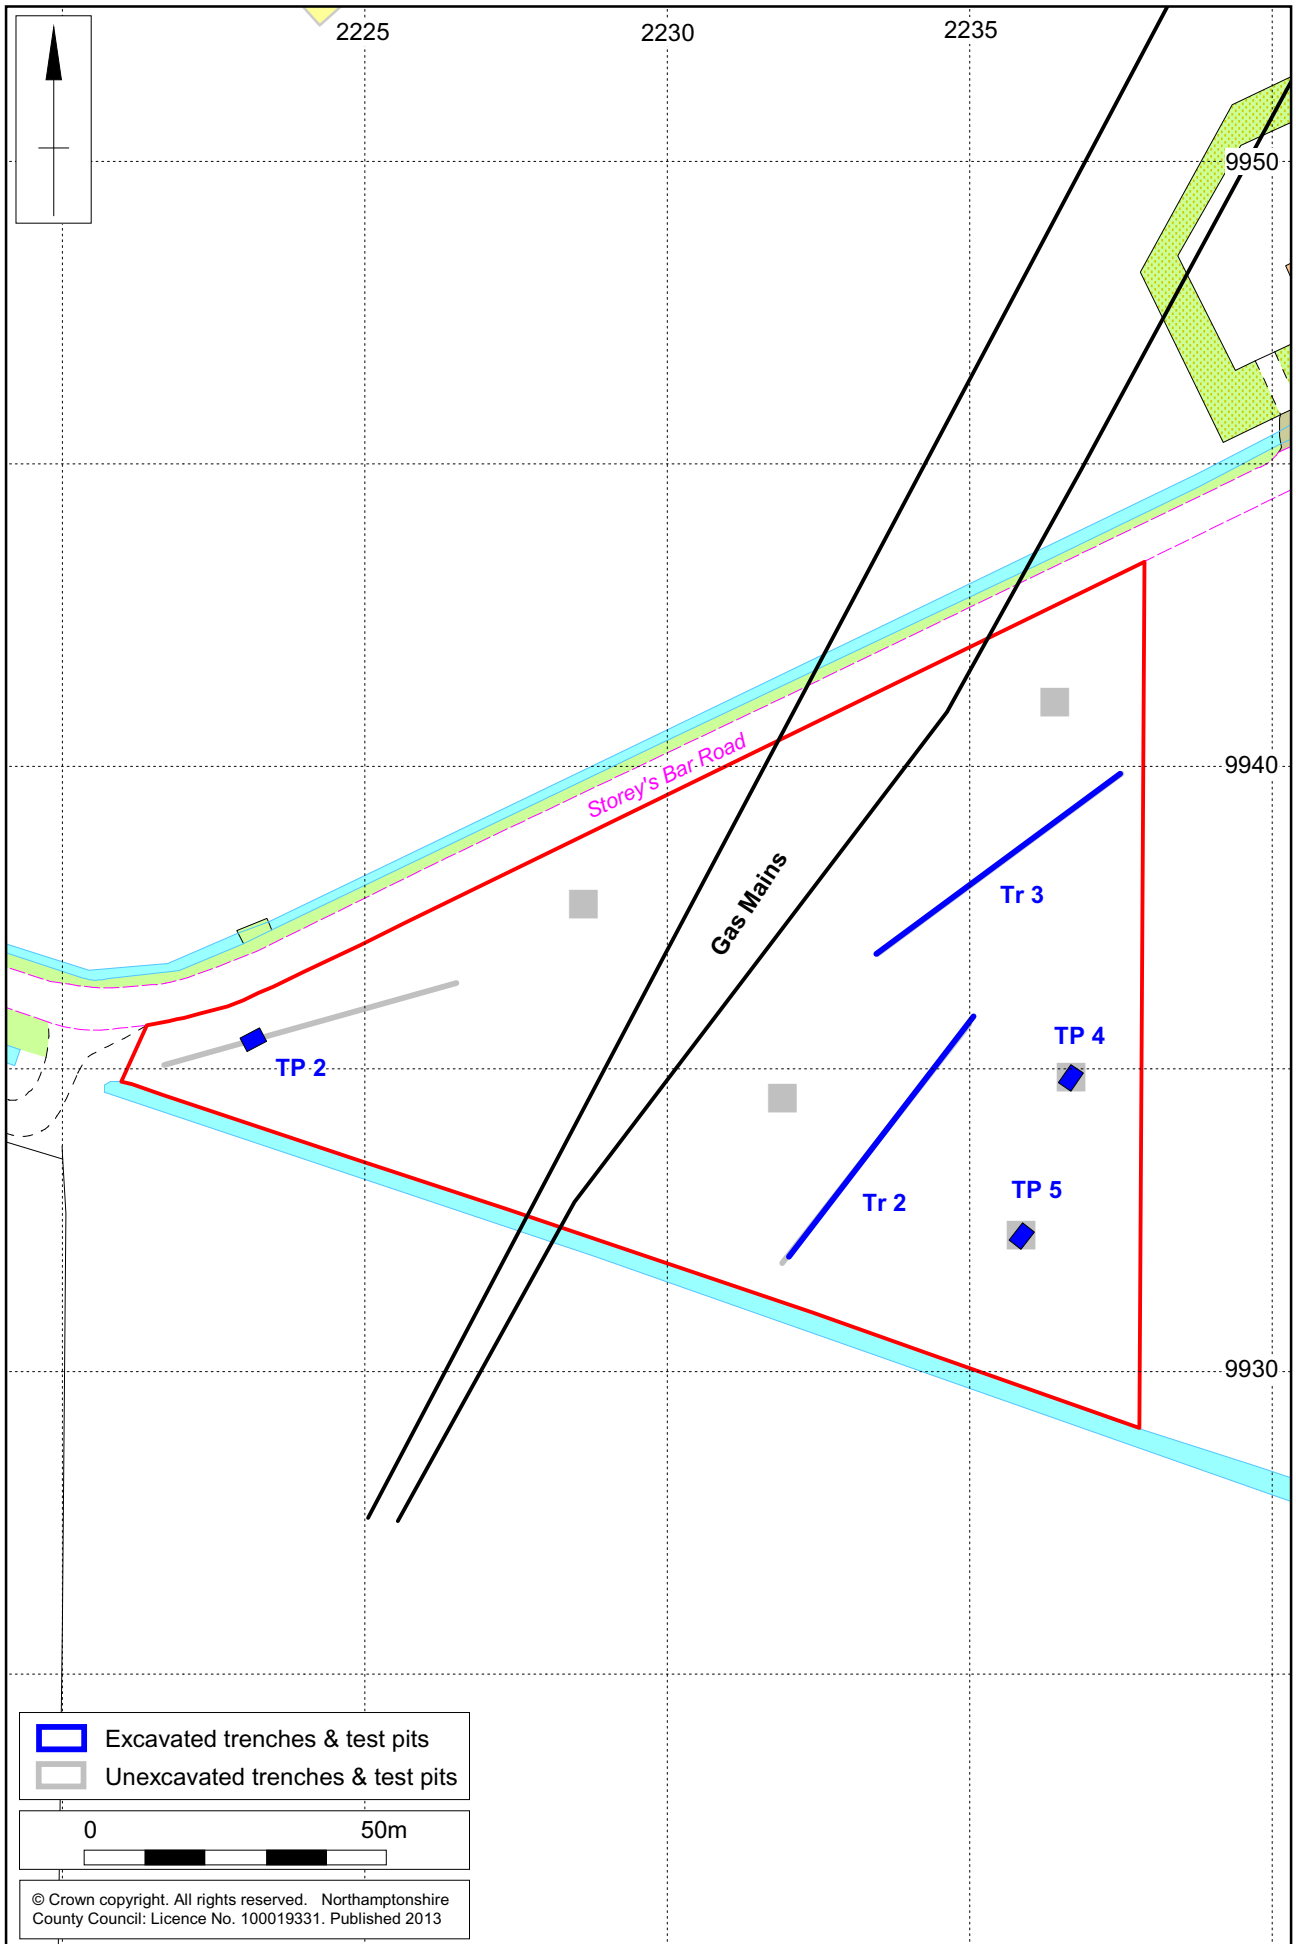 2225
2230
2235
9950
Storey's Bar Road
9940
Gas Mains
Tr 3
TP 4
TP 2
TP 5
Tr 2
9930
Excavated trenches & test pits
Unexcavated trenches & test pits
0 50m
© Crown copyright. All rights reserved. Northamptonshire
County Council: Licence No. 100019331. Published 2013